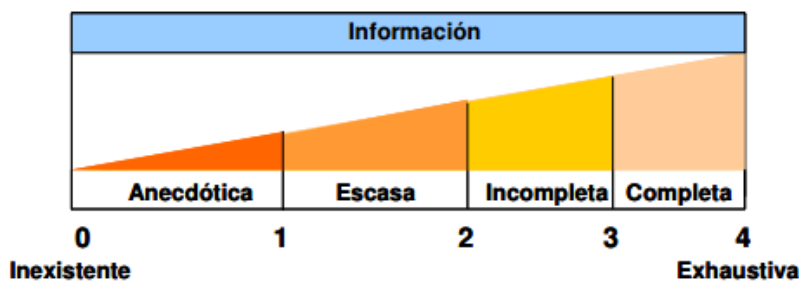 Información
Anecdótica Escasa Incompleta Completa
0 1 2 3 4
Inexistente Exhaustiva